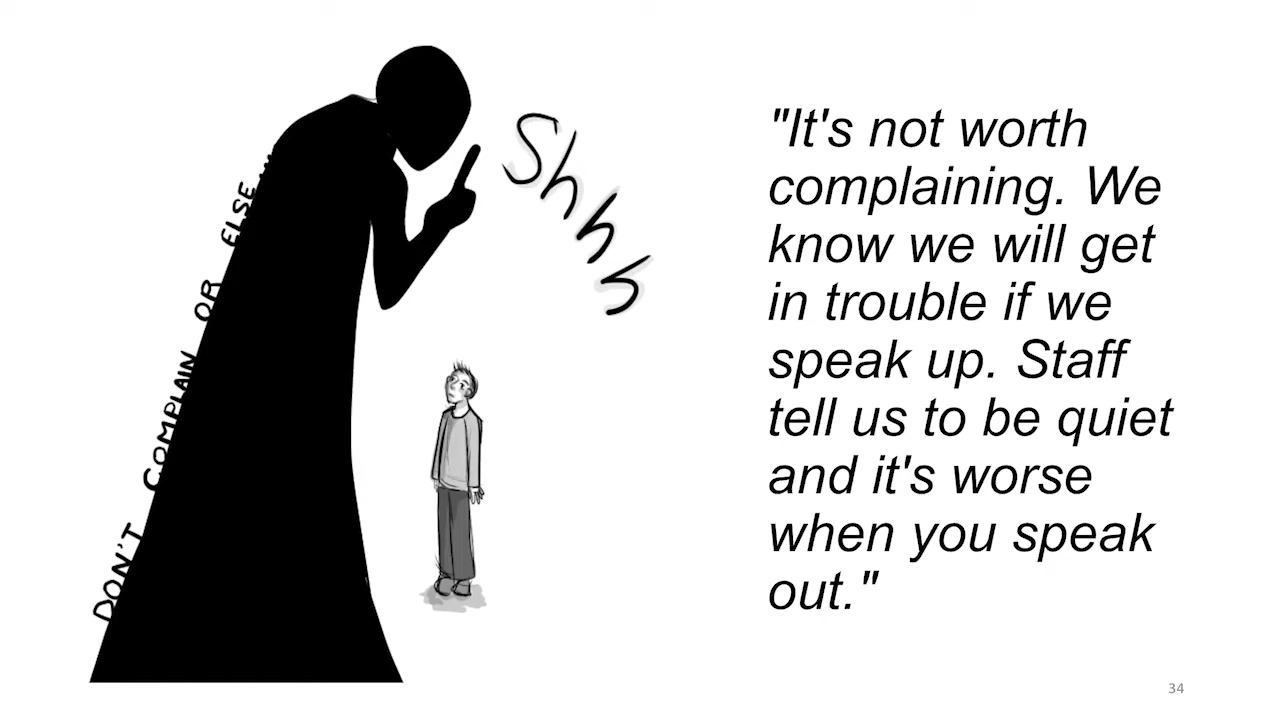 DON'T COMPLAIN OR ELSE
Shhh
"It's not worth
complaining. We
know we will get
in trouble if we
speak up. Staff
tell us to be quiet
and it's worse
when you speak
out."
34